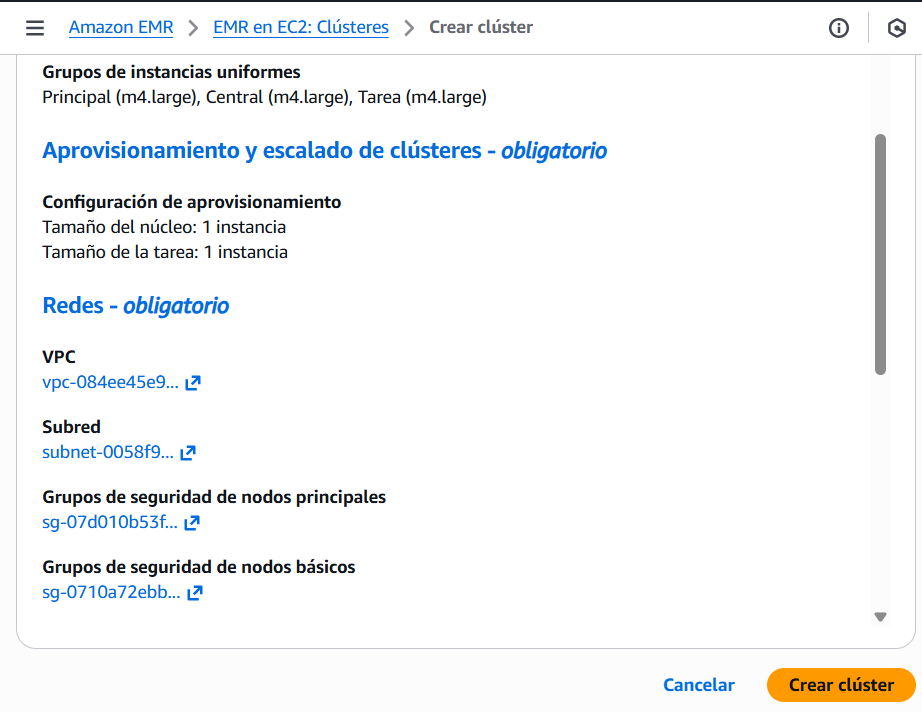 Amazon EMR > EMR en EC2: Clústeres > Crear clúster
Grupos de instancias uniformes
Principal (m4.large), Central (m4.large), Tarea (m4.large)
Aprovisionamiento y escalado de clústeres - obligatorio
Configuración de aprovisionamiento
Tamaño del núcleo: 1 instancia
Tamaño de la tarea: 1 instancia
Redes - obligatorio
VPC
vpc-084ee45e9...
Subred
subnet-0058f9...
Grupos de seguridad de nodos principales
sg-07d010b53f...
Grupos de seguridad de nodos básicos
sg-0710a72ebb...
Cancelar
Crear clúster